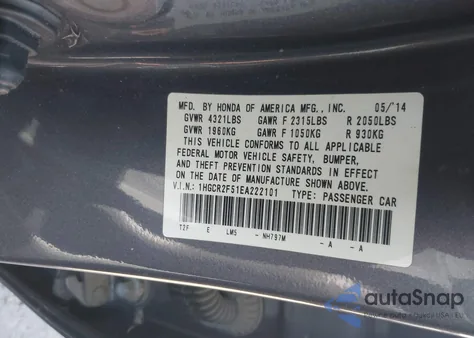 MFD. BY HONDA OF AMERICA MFG., INC. 05/'14
GVWR 4321LBS GAWR F 2315LBS R 2050LBS
GVWR 1960KG GAWR F 1050KG R 930KG
THIS VEHICLE CONFORMS TO ALL APPLICABLE
FEDERAL MOTOR VEHICLE SAFETY, BUMPER,
AND THEFT PREVENTION STANDARDS IN EFFECT
ON THE DATE OF MANUFACTURE SHOWN ABOVE.
V.I.N.: 1HGCR2F51EA222101 TYPE: PASSENGER CAR
T2F E LM5 - NH787M - A - A
autoSnap